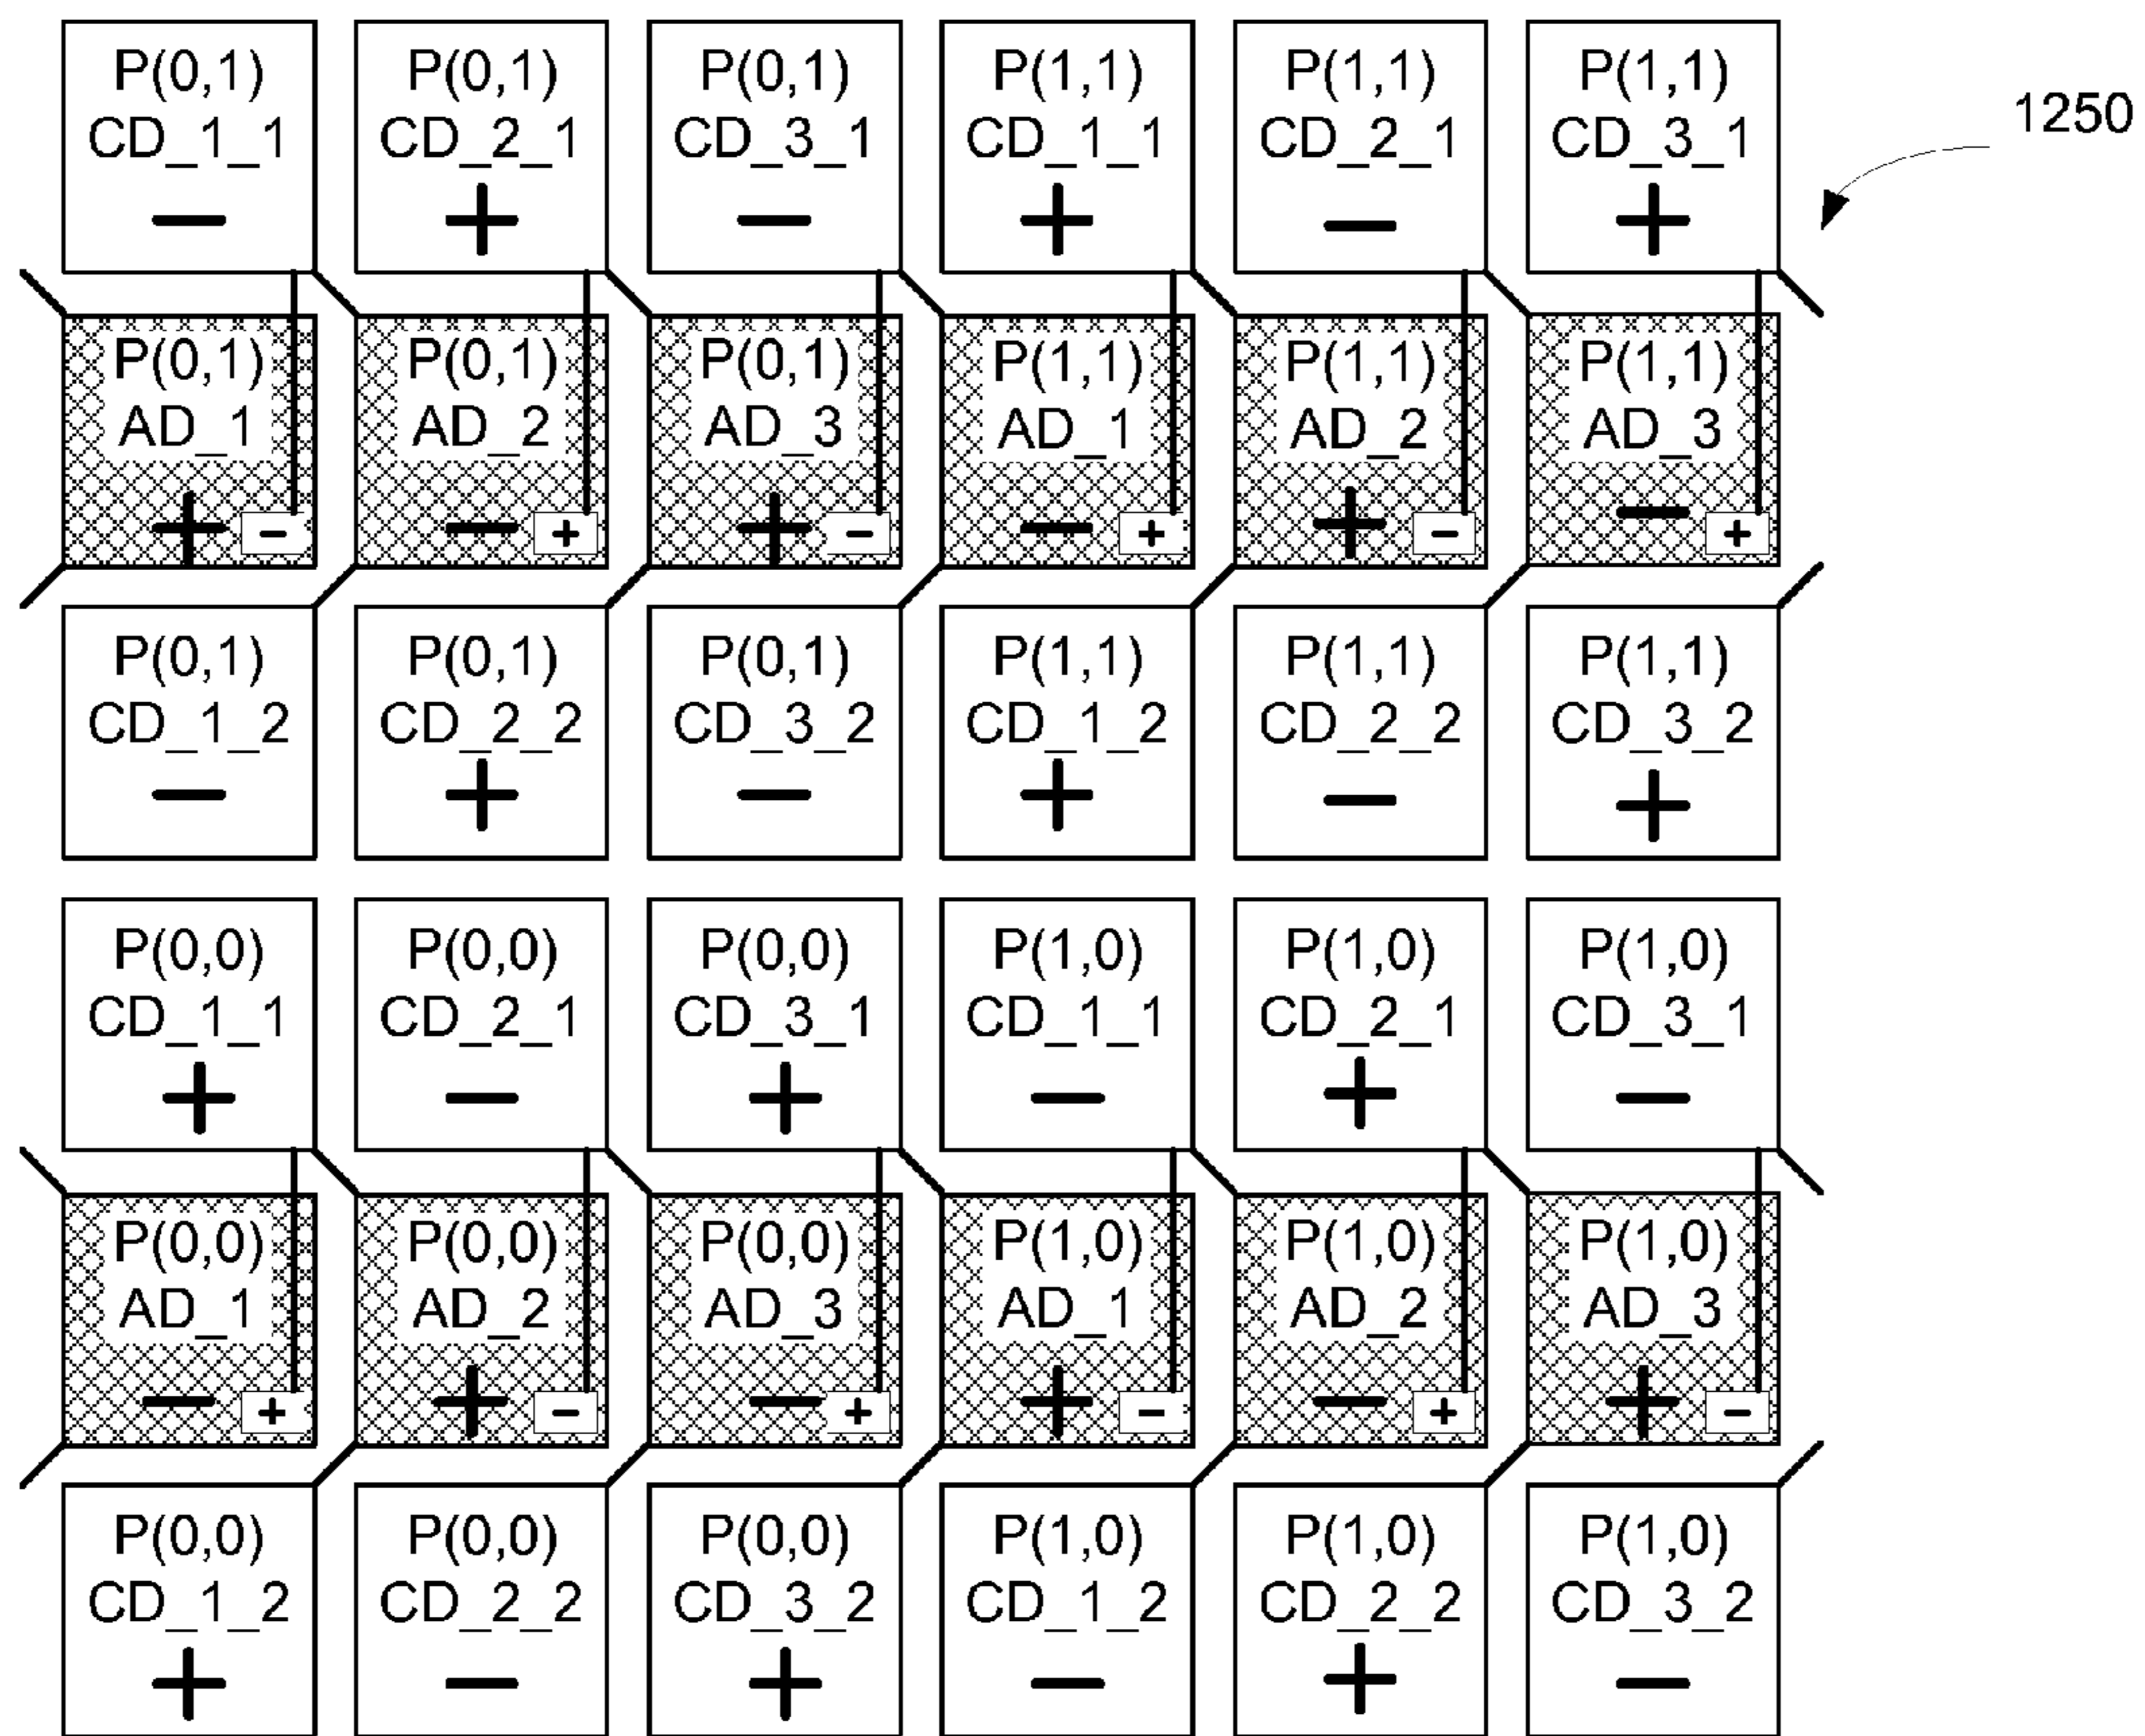 P(0,1) P(0,1) P(0,1) P(1,1) P(1,1) P(1,1)
CD_1_1 CD_2_1 CD_3_1 CD_1_1 CD_2_1 CD_3_1 1250
− + − + − +
P(0,1) P(0,1) P(0,1) P(1,1) P(1,1) P(1,1)
AD_1 AD_2 AD_3 AD_1 AD_2 AD_3
+ − − + + − − + + − − +
P(0,1) P(0,1) P(0,1) P(1,1) P(1,1) P(1,1)
CD_1_2 CD_2_2 CD_3_2 CD_1_2 CD_2_2 CD_3_2
− + − + − +
P(0,0) P(0,0) P(0,0) P(1,0) P(1,0) P(1,0)
CD_1_1 CD_2_1 CD_3_1 CD_1_1 CD_2_1 CD_3_1
+ − + − + −
P(0,0) P(0,0) P(0,0) P(1,0) P(1,0) P(1,0)
AD_1 AD_2 AD_3 AD_1 AD_2 AD_3
− + + − − + + − − + + −
P(0,0) P(0,0) P(0,0) P(1,0) P(1,0) P(1,0)
CD_1_2 CD_2_2 CD_3_2 CD_1_2 CD_2_2 CD_3_2
+ − + − + −